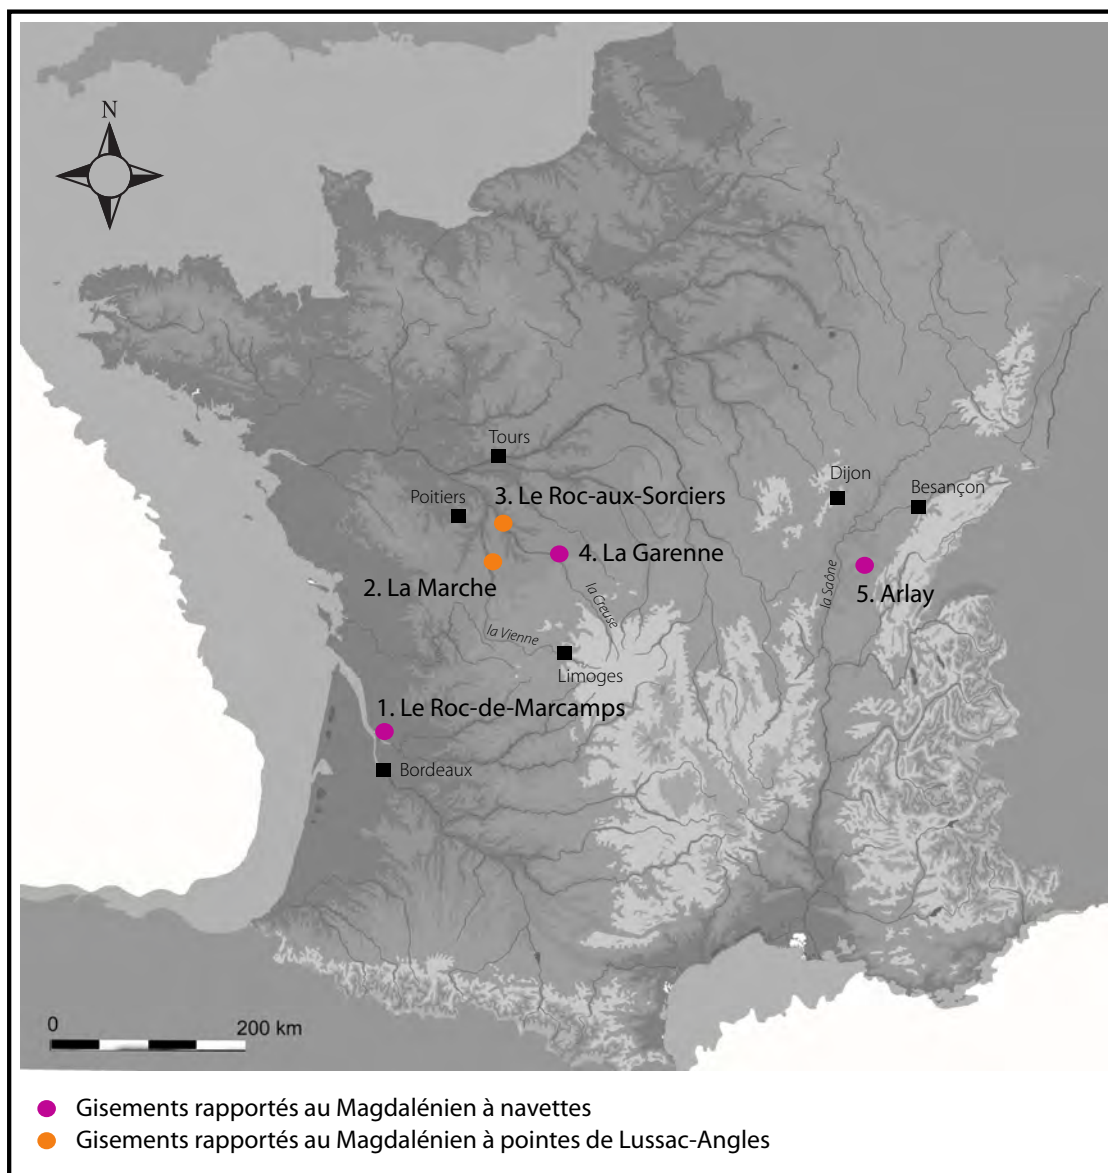 N
Tours
Dijon
Poitiers
Besançon
3. Le Roc-aux-Sorciers
4. La Garenne
2. La Marche
5. Arlay
la Saône
la Creuse
la Vienne
Limoges
1. Le Roc-de-Marcamps
Bordeaux
0 200 km
Gisements rapportés au Magdalénien à navettes
Gisements rapportés au Magdalénien à pointes de Lussac-Angles